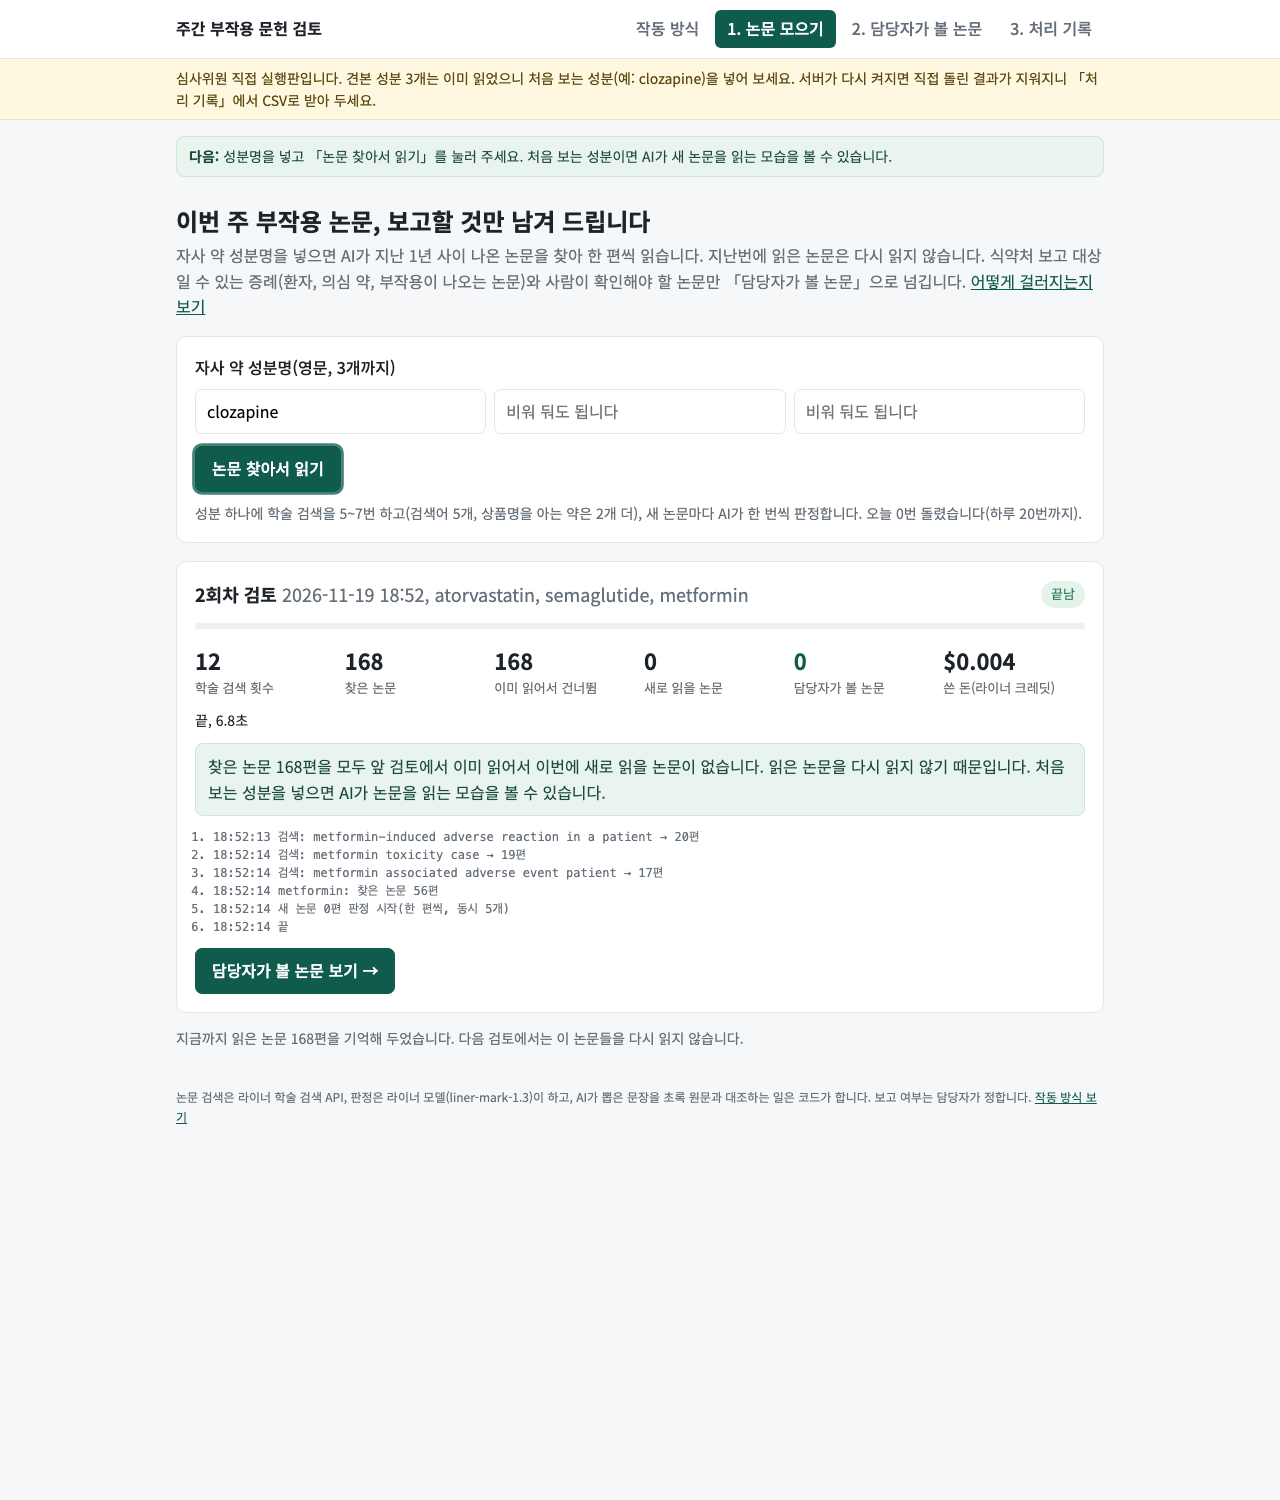 주간 부작용 문헌 검토
작동 방식
1. 논문 모으기
2. 담당자가 볼 논문
3. 처리 기록
심사위원 직접 실행판입니다. 견본 성분 3개는 이미 읽었으니 처음 보는 성분(예: clozapine)을 넣어 보세요. 서버가 다시 켜지면 직접 돌린 결과가 지워지니 「처
리 기록」에서 CSV로 받아 두세요.
다음: 성분명을 넣고 「논문 찾아서 읽기」를 눌러 주세요. 처음 보는 성분이면 AI가 새 논문을 읽는 모습을 볼 수 있습니다.
이번 주 부작용 논문, 보고할 것만 남겨 드립니다
자사 약 성분명을 넣으면 AI가 지난 1년 사이 나온 논문을 찾아 한 편씩 읽습니다. 지난번에 읽은 논문은 다시 읽지 않습니다. 식약처 보고 대상
일 수 있는 증례(환자, 의심 약, 부작용이 나오는 논문)와 사람이 확인해야 할 논문만 「담당자가 볼 논문」으로 넘깁니다. 어떻게 걸러지는지
보기
자사 약 성분명(영문, 3개까지)
clozapine
비워 둬도 됩니다
비워 둬도 됩니다
논문 찾아서 읽기
성분 하나에 학술 검색을 5~7번 하고(검색어 5개, 상품명을 아는 약은 2개 더), 새 논문마다 AI가 한 번씩 판정합니다. 오늘 0번 돌렸습니다(하루 20번까지).
2회차 검토 2026-11-19 18:52, atorvastatin, semaglutide, metformin
끝남
12
168
168
0
0
$0.004
학술 검색 횟수
찾은 논문
이미 읽어서 건너뜀
새로 읽을 논문
담당자가 볼 논문
쓴 돈(라이너 크레딧)
끝, 6.8초
찾은 논문 168편을 모두 앞 검토에서 이미 읽어서 이번에 새로 읽을 논문이 없습니다. 읽은 논문을 다시 읽지 않기 때문입니다. 처음
보는 성분을 넣으면 AI가 논문을 읽는 모습을 볼 수 있습니다.
1. 18:52:13 검색: metformin-induced adverse reaction in a patient → 20편
2. 18:52:14 검색: metformin toxicity case → 19편
3. 18:52:14 검색: metformin associated adverse event patient → 17편
4. 18:52:14 metformin: 찾은 논문 56편
5. 18:52:14 새 논문 0편 판정 시작(한 편씩, 동시 5개)
6. 18:52:14 끝
담당자가 볼 논문 보기 →
지금까지 읽은 논문 168편을 기억해 두었습니다. 다음 검토에서는 이 논문들을 다시 읽지 않습니다.
논문 검색은 라이너 학술 검색 API, 판정은 라이너 모델(liner-mark-1.3)이 하고, AI가 뽑은 문장을 초록 원문과 대조하는 일은 코드가 합니다. 보고 여부는 담당자가 정합니다. 작동 방식 보
기